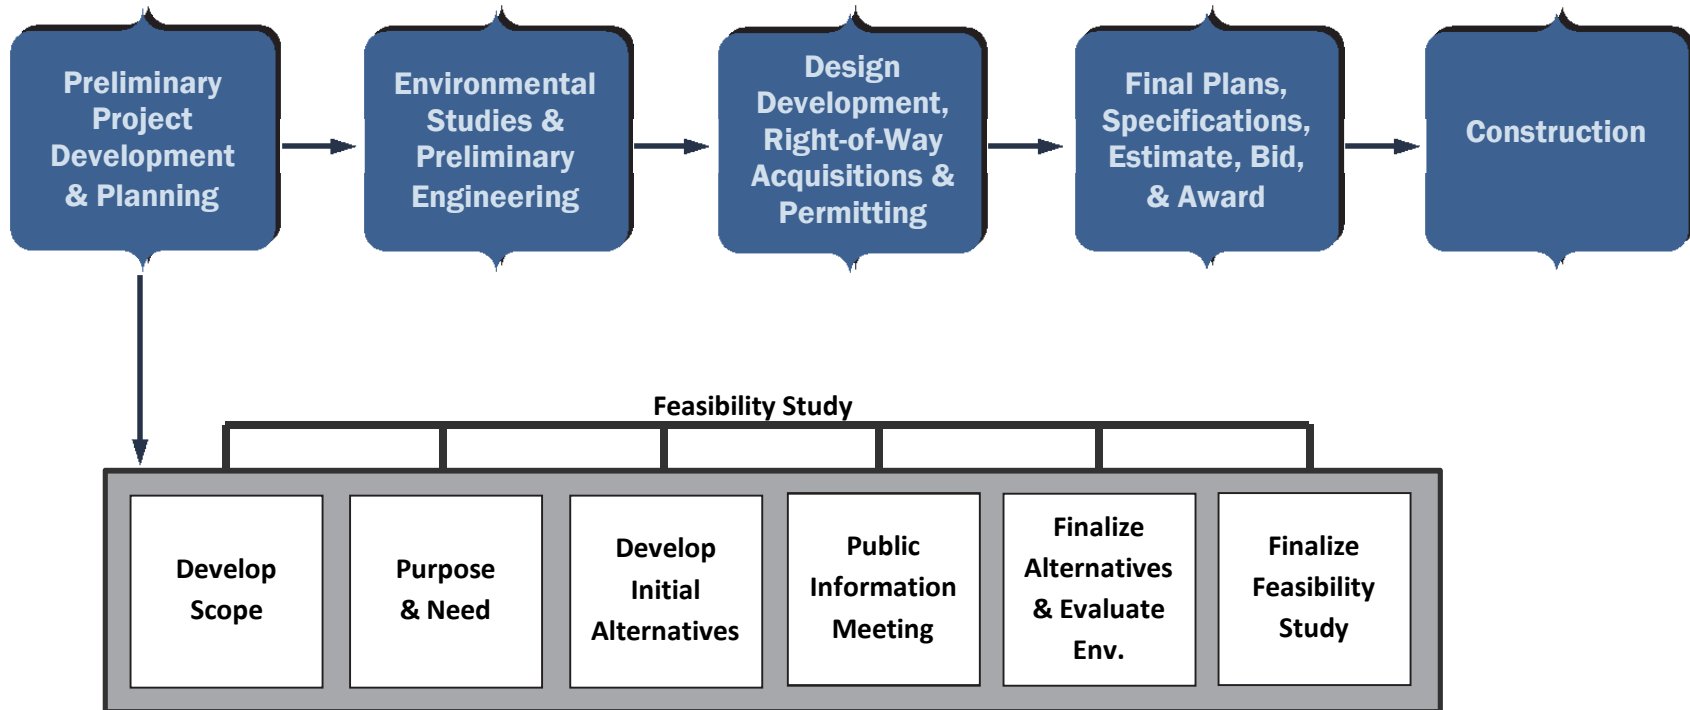 Preliminary
Project
Development
& Planning
Environmental
Studies &
Preliminary
Engineering
Design
Development,
Right-of-Way
Acquisitions &
Permitting
Final Plans,
Specifications,
Estimate, Bid,
& Award
Construction
Feasibility Study
Develop
Scope
Purpose
& Need
Develop
Initial
Alternatives
Public
Information
Meeting
Finalize
Alternatives
& Evaluate
Env.
Finalize
Feasibility
Study